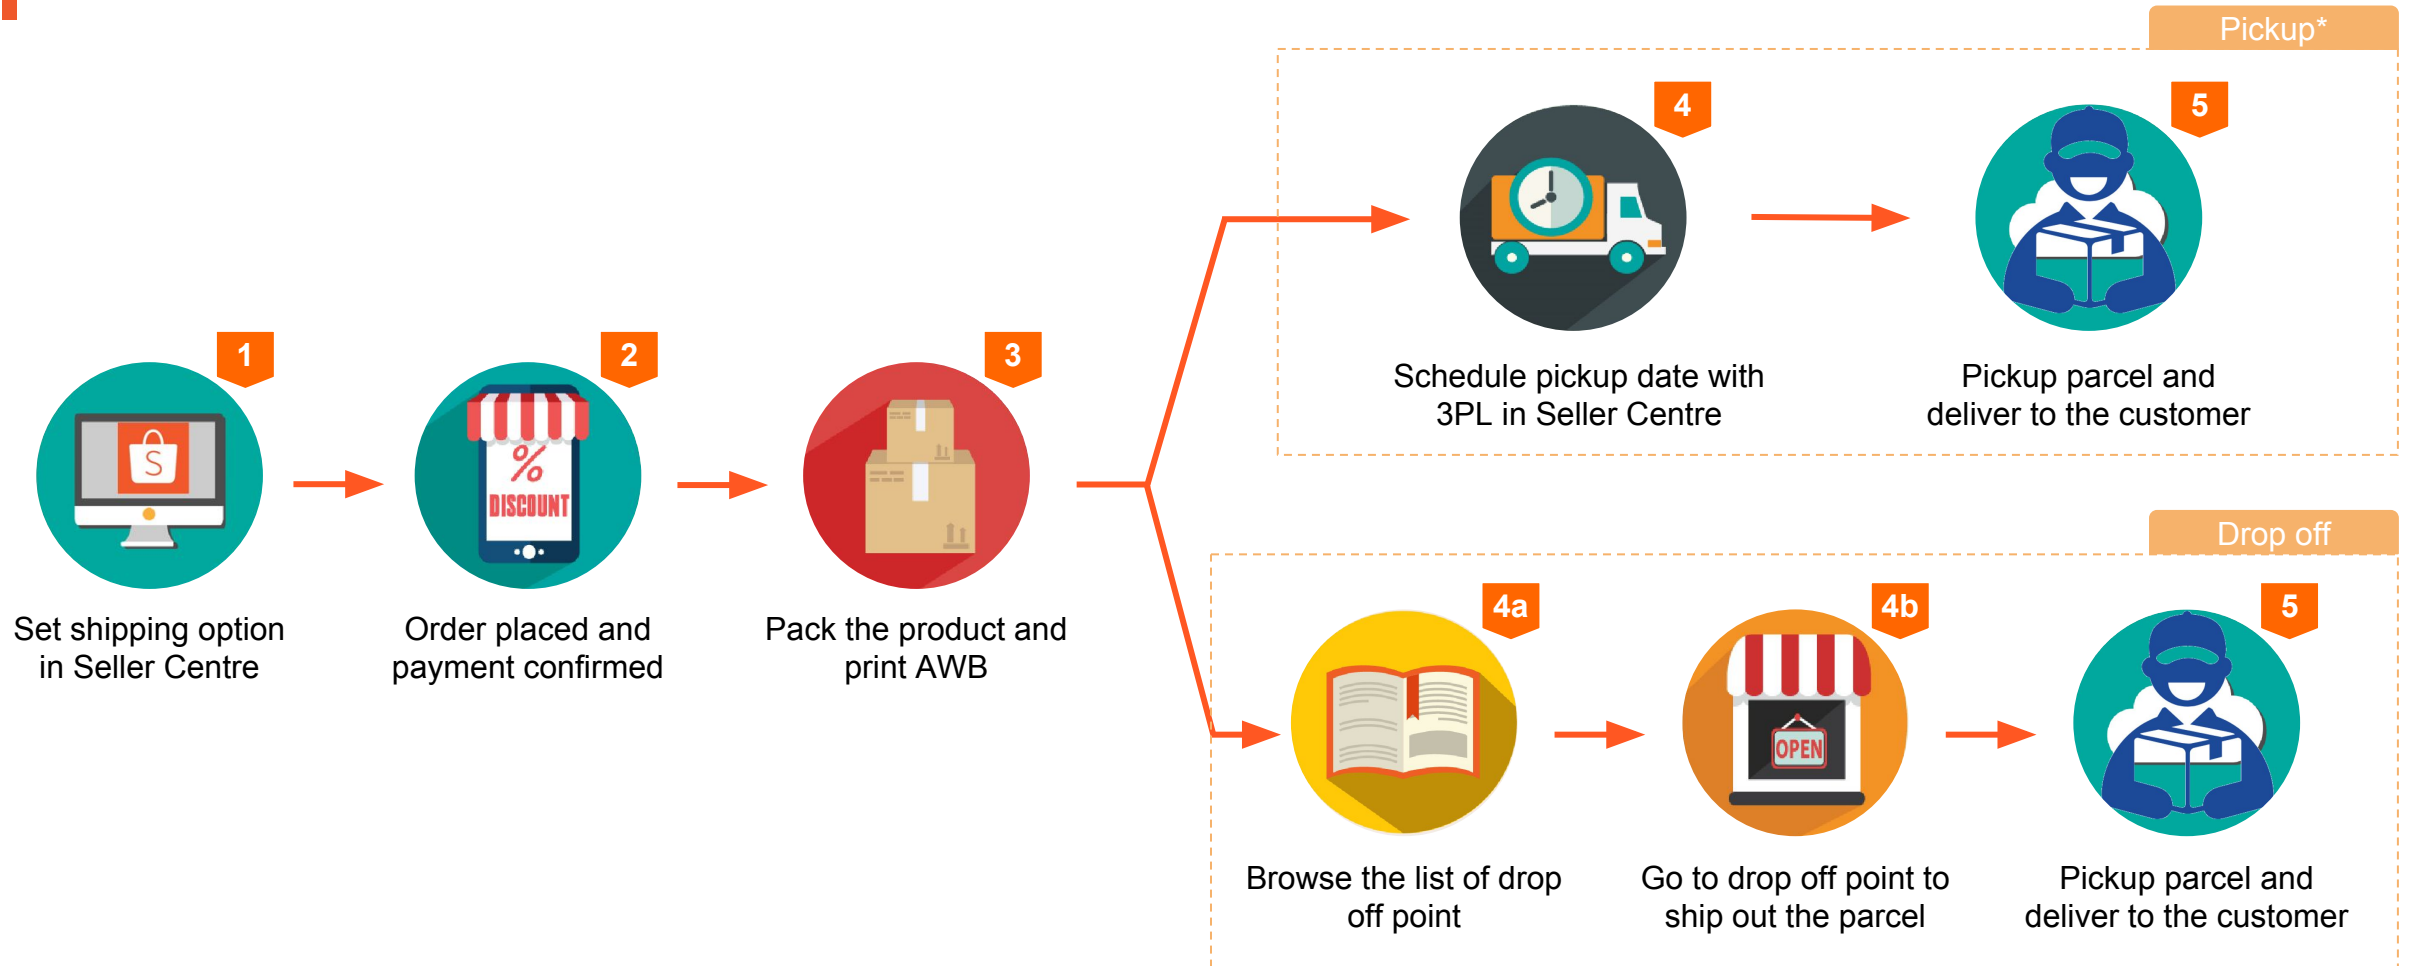 Pickup*
4
5
Schedule pickup date with
3PL in Seller Centre
Pickup parcel and
deliver to the customer
1
S
Set shipping option
in Seller Centre
2
%
DISCOUNT
Order placed and
payment confirmed
3
Pack the product and
print AWB
Drop off
4a
Browse the list of drop
off point
4b
OPEN
Go to drop off point to
ship out the parcel
5
Pickup parcel and
deliver to the customer